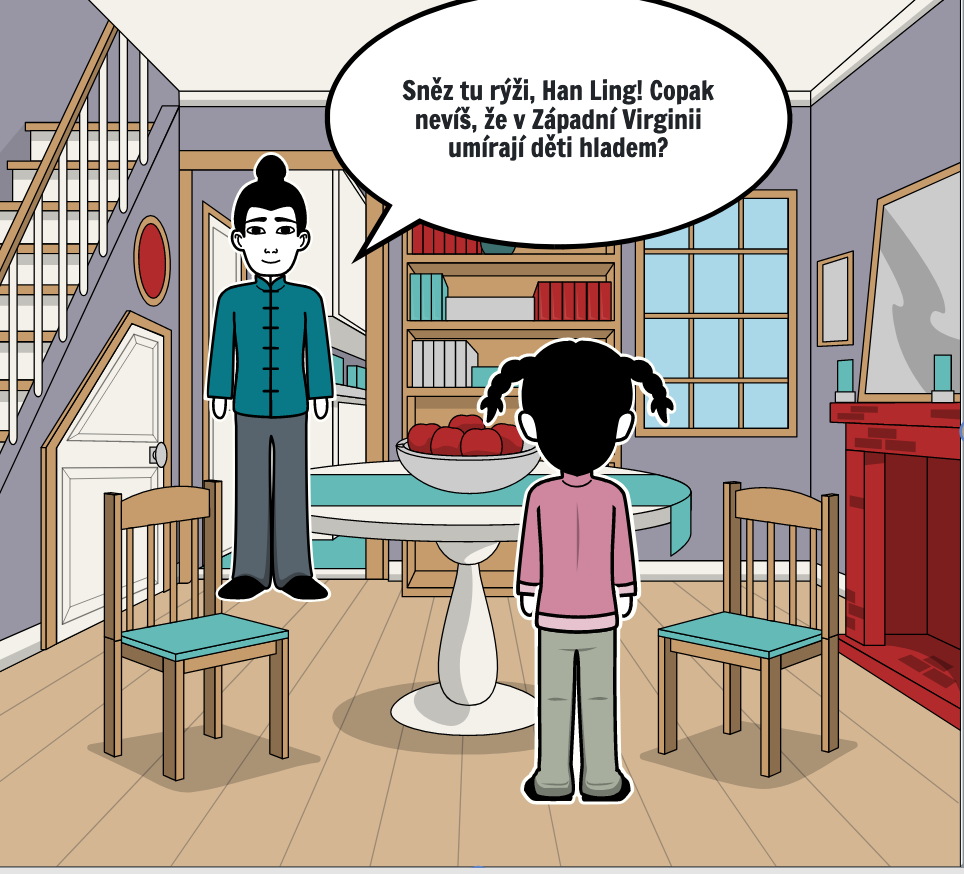 Sněz tu rýži, Han Ling! Copak
nevíš, že v Západní Virginii
umírají děti hladem?